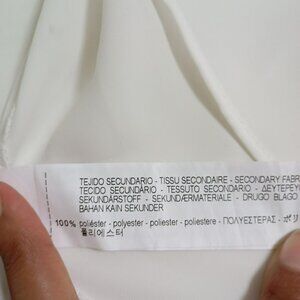 TEJIDO SECUNDARIO - TISSU SECONDAIRE - SECONDARY FABR
TECIDO SECUNDÁRIO - TESSUTO SECONDARIO - ΔΕΥΤΕΡΕΥ
SEKUNDÄRSTOFF - SEKUNDÆRMATERIALE - DRUGO BLAGO
BAHAN KAIN SEKUNDER
100% poliéster - polyester - poliester - poliestere - ΠΟΛΥΕΣΤΕΡΑΣ -
폴리에스터